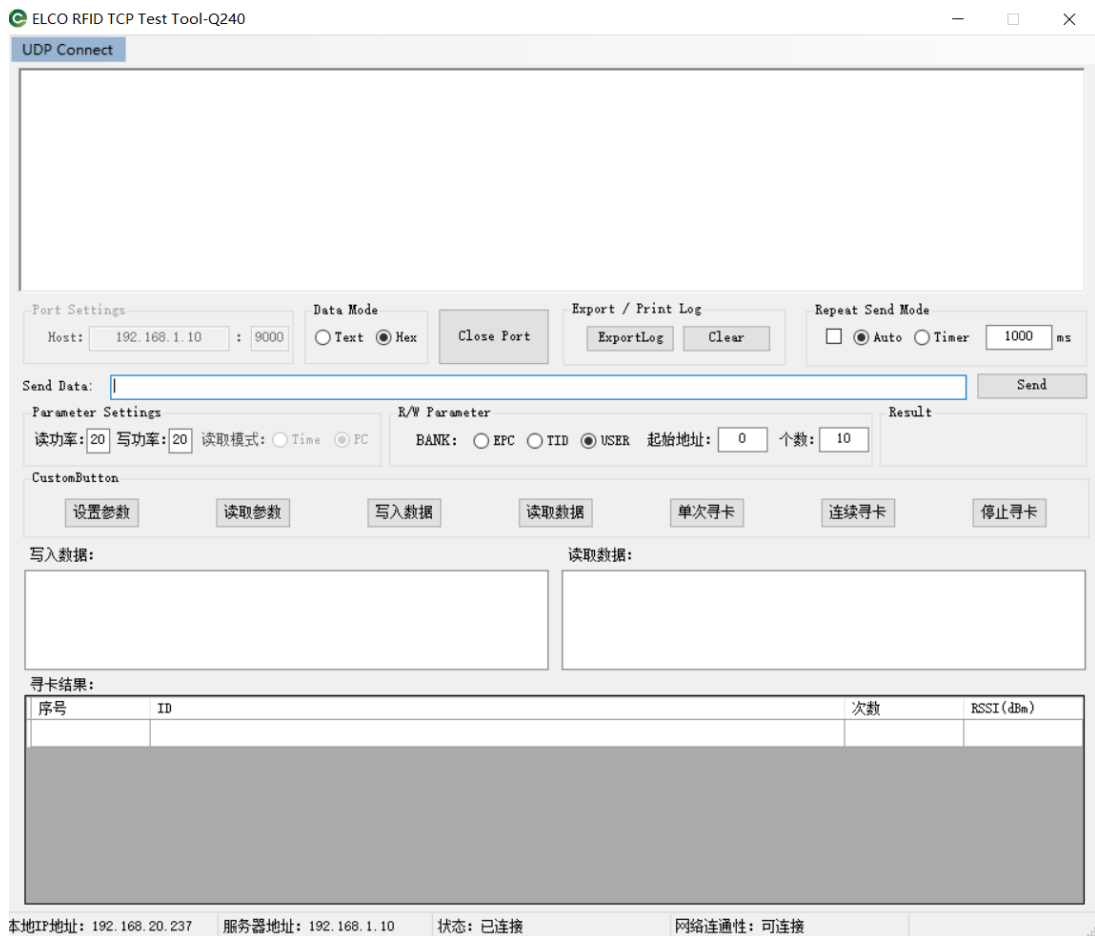 ELCO RFID TCP Test Tool-Q240
UDP Connect
Port Settings
Host: 192.168.1.10 : 9000
Data Mode
Text Hex
Close Port
Export / Print Log
ExportLog Clear
Repeat Send Mode
Auto Timer 1000 ms
Send Data: Send
Parameter Settings
读功率: 20 写功率: 20 读取模式: Time PC
R/W Parameter
BANK: EPC TID USER 起始地址: 0 个数: 10
Result
CustomButton
设置参数 读取参数 写入数据 读取数据 单次寻卡 连续寻卡 停止寻卡
写入数据: 读取数据:
寻卡结果:
序号 ID 次数 RSSI(dBm)
本地IP地址: 192.168.20.237 服务器地址: 192.168.1.10 状态: 已连接 网络连通性: 可连接